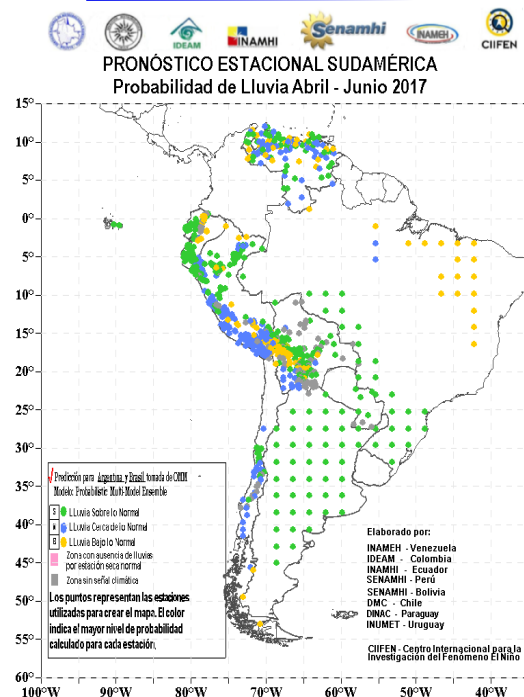 IDEAM
INAMHI
Senamhi
INAMEH
CIIFEN
PRONÓSTICO ESTACIONAL SUDAMÉRICA
Probabilidad de Lluvia Abril - Junio 2017
15°
10°
5°
0°
5°
10°
15°
20°
25°
30°
35°
40°
45°
50°
55°
60°
100°W
90°W
80°W
70°W
60°W
50°W
40°W
Predicción para Argentina y Brasil tomada de OMM
Modelo: Probabilistic Multi-Model Ensemble
S LLuvia Sobre lo Normal
N LLuvia Cerca de lo Normal
B LLuvia Bajo lo Normal
Zona con ausencia de lluvias
por estación seca normal
Zona sin señal climática
Los puntos representan las estaciones
utilizadas para crear el mapa. El color
indica el mayor nivel de probabilidad
calculado para cada estación.
Elaborado por:
INAMEH - Venezuela
IDEAM - Colombia
INAMHI - Ecuador
SENAMHI - Perú
SENAMHI - Bolivia
DMC - Chile
DINAC - Paraguay
INUMET - Uruguay
CIIFEN - Centro Internacional para la
Investigación del Fenómeno El Niño